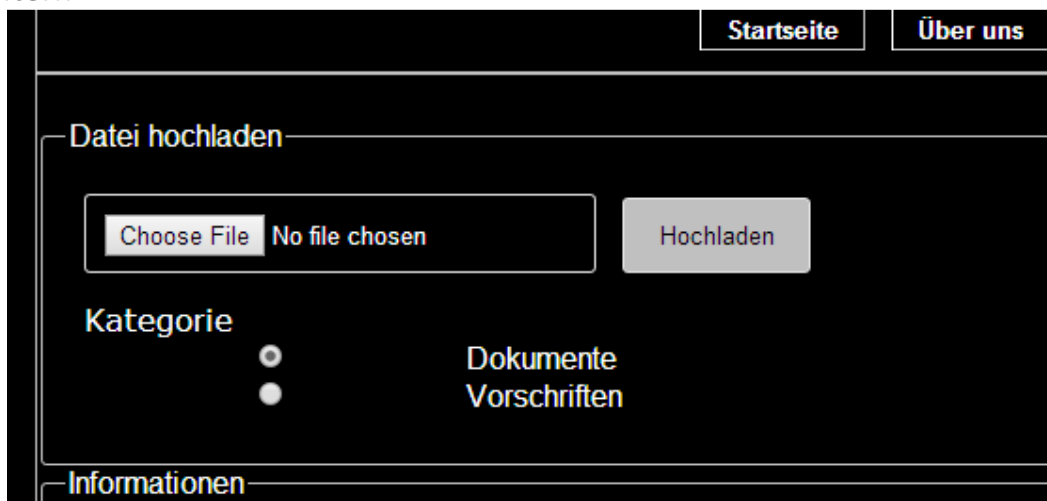 Startseite Über uns
Datei hochladen
Choose File No file chosen Hochladen
Kategorie
Dokumente
Vorschriften
Informationen